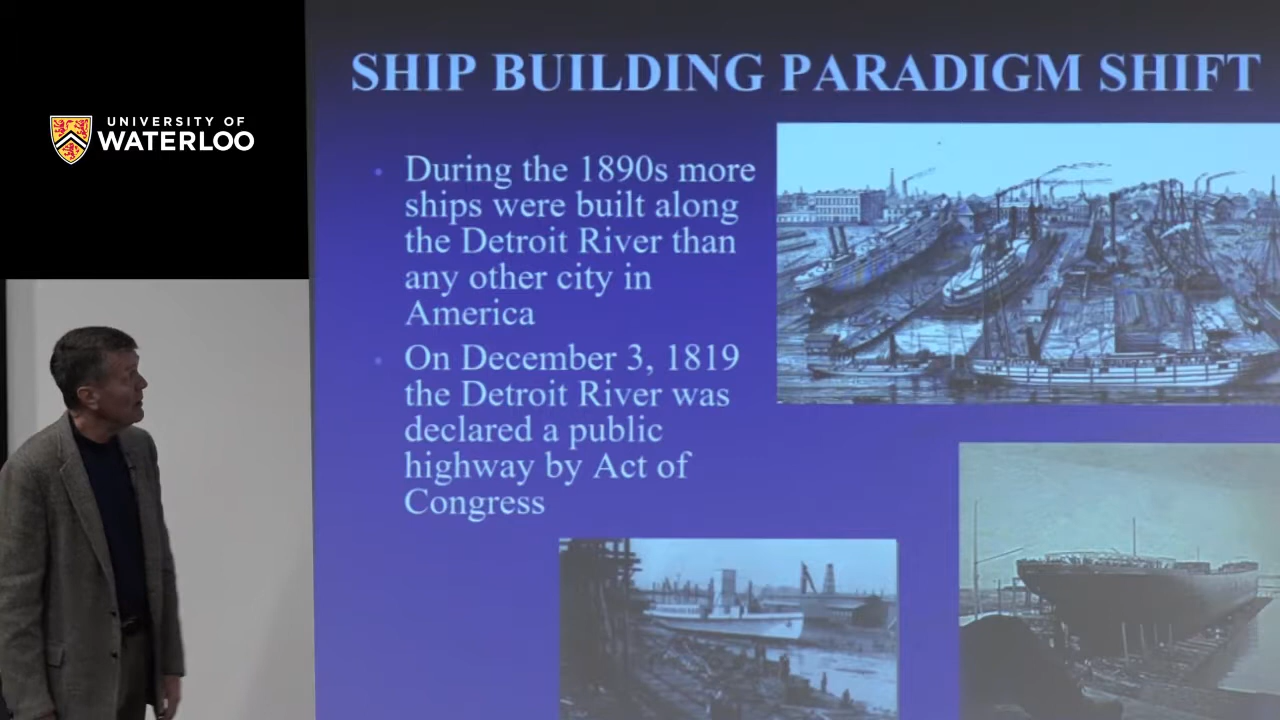 UNIVERSITY OF
WATERLOO
SHIP BUILDING PARADIGM SHIFT
During the 1890s more
ships were built along
the Detroit River than
any other city in
America
On December 3, 1819
the Detroit River was
declared a public
highway by Act of
Congress